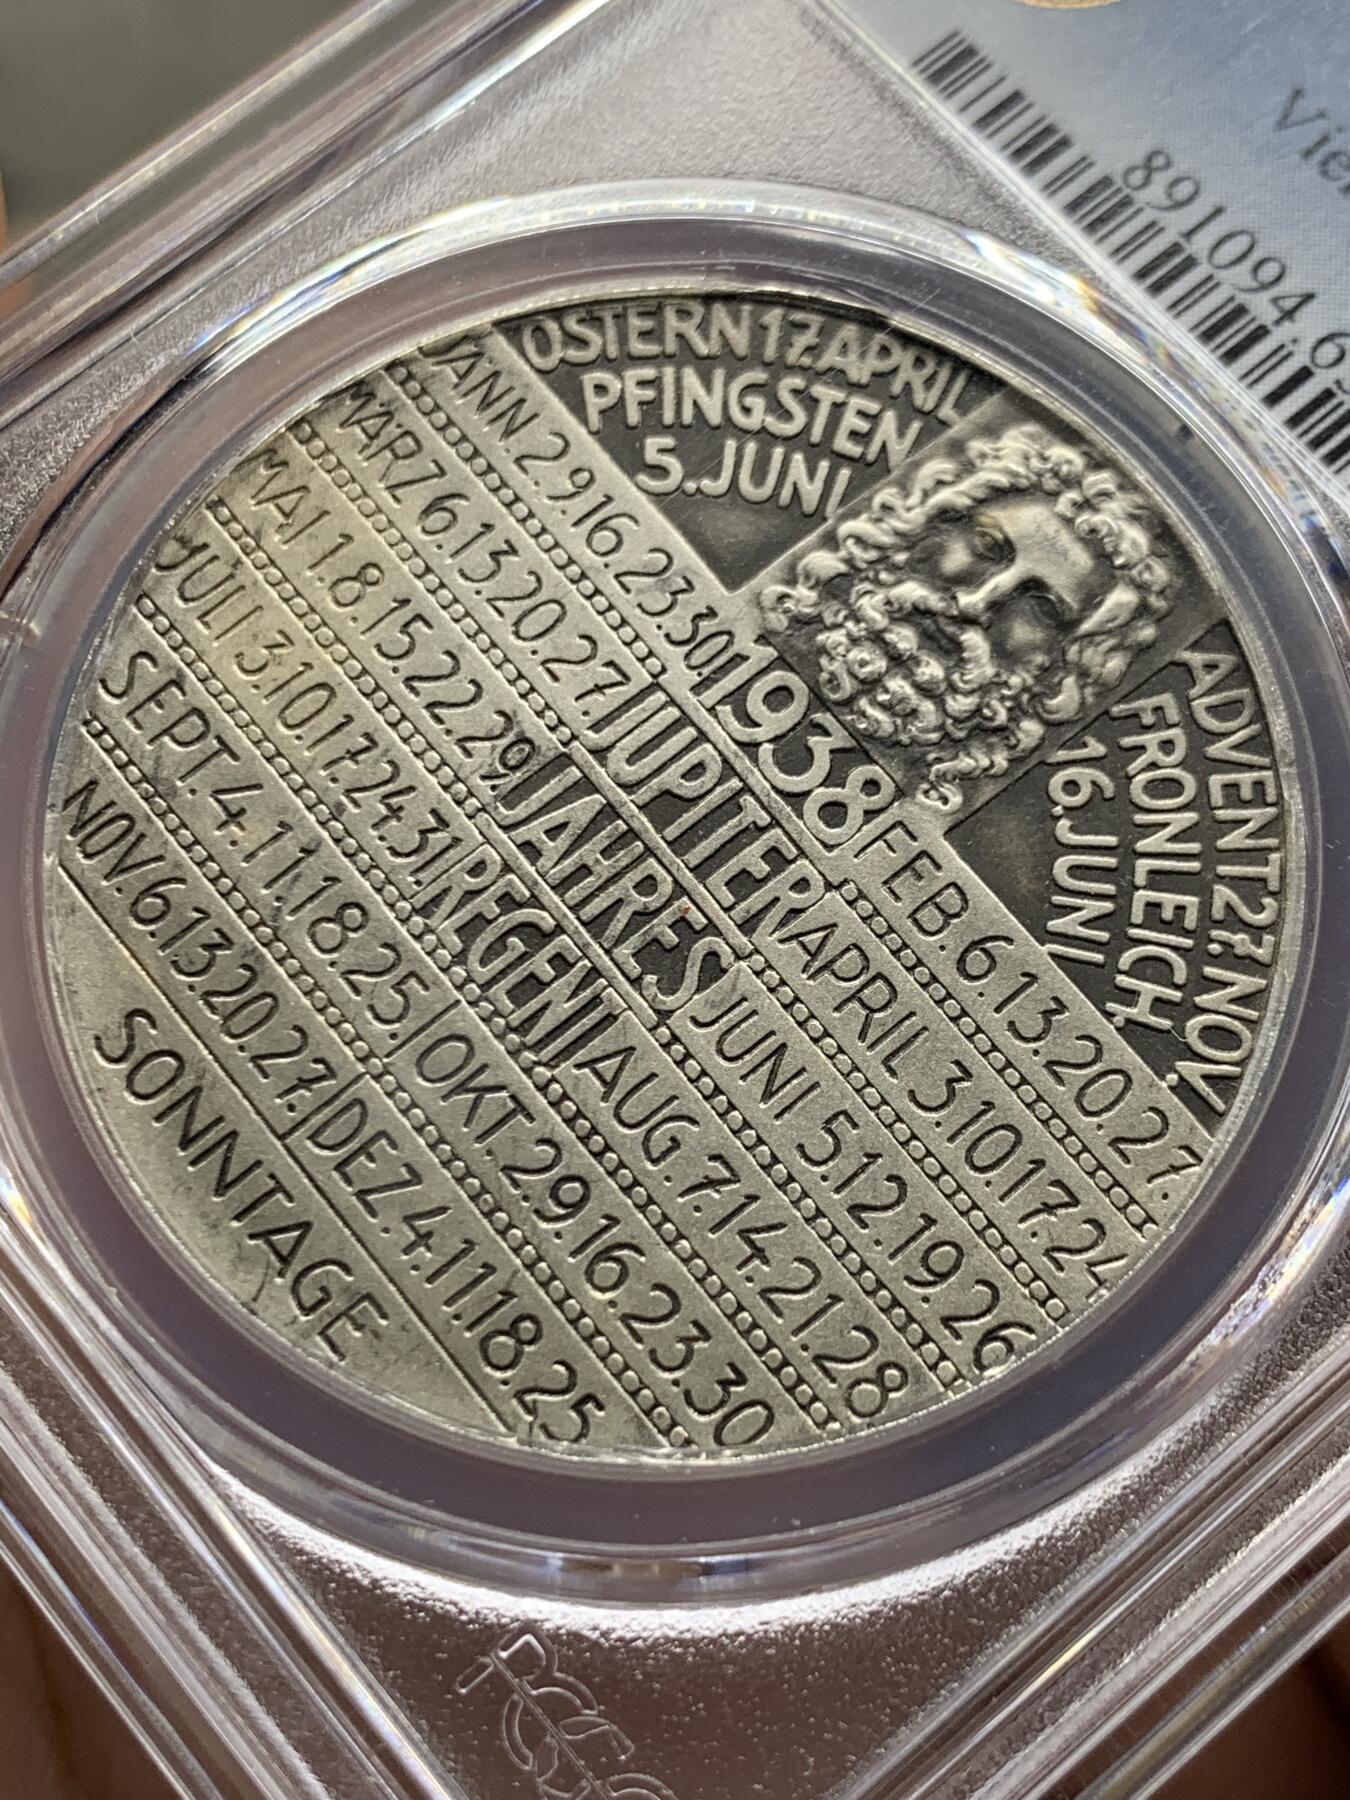 OSTERN 17. APRIL
PFINGSTEN
5. JUNI
ADVENT 27. NOV.
FRONLEICH.
16. JUNI
JANN. 2.9.16.23.30. 1938 FEB. 6.13.20.27.
MÄRZ 6.13.20.27. JUPITER APRIL 3.10.17.24
MAI 1.8.15.22.29. JAHRES JUNI 5.12.19.26
JULI 3.10.17.24.31 REGENT AUG. 7.14.21.28
SEPT. 4.11.18.25. OKT. 2.9.16.23.30
NOV. 6.13.20.27. DEZ. 4.11.18.25
SONNTAGE
891094.6
PCGS